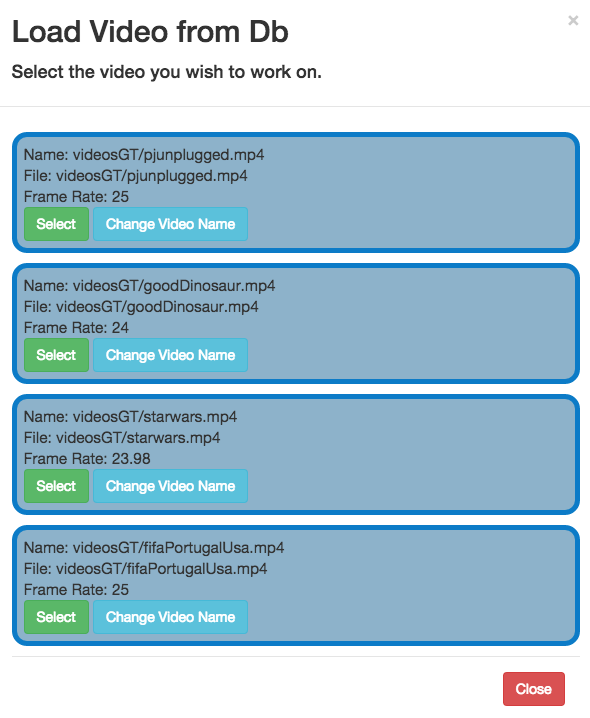 Load Video from Db
×
Select the video you wish to work on.
Name: videosGT/pjunplugged.mp4
File: videosGT/pjunplugged.mp4
Frame Rate: 25
Select Change Video Name
Name: videosGT/goodDinosaur.mp4
File: videosGT/goodDinosaur.mp4
Frame Rate: 24
Select Change Video Name
Name: videosGT/starwars.mp4
File: videosGT/starwars.mp4
Frame Rate: 23.98
Select Change Video Name
Name: videosGT/fifaPortugalUsa.mp4
File: videosGT/fifaPortugalUsa.mp4
Frame Rate: 25
Select Change Video Name
Close